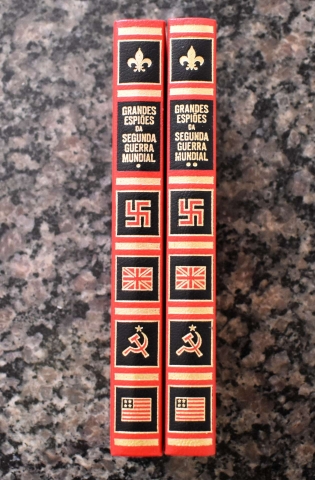 GRANDES
ESPIÕES
DA
SEGUNDA
GUERRA
MUNDIAL
*
GRANDES
ESPIÕES
DA
SEGUNDA
GUERRA
MUNDIAL
**